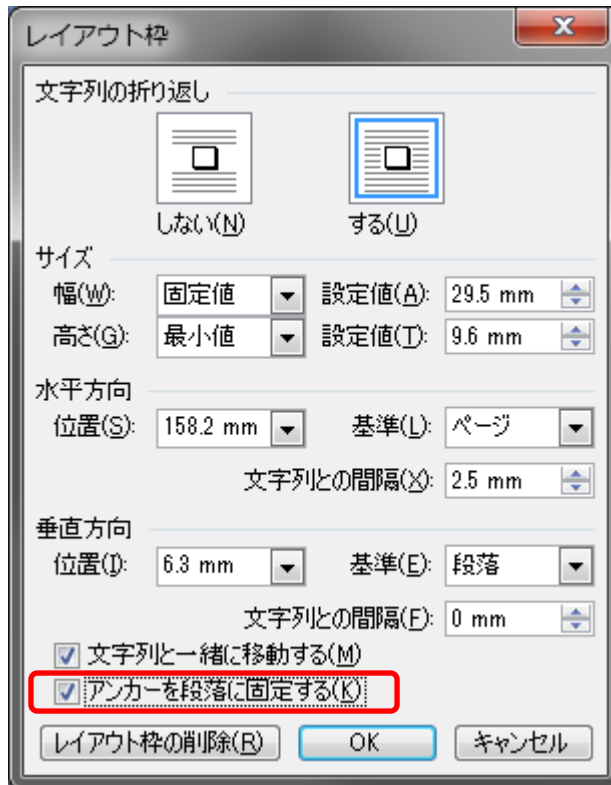 レイアウト枠
文字列の折り返し
しない(N) する(U)
サイズ
幅(W): 固定値 設定値(A): 29.5 mm
高さ(G): 最小値 設定値(T): 9.6 mm
水平方向
位置(S): 158.2 mm 基準(L): ページ
文字列との間隔(X): 2.5 mm
垂直方向
位置(I): 6.3 mm 基準(E): 段落
文字列との間隔(F): 0 mm
文字列と一緒に移動する(M)
アンカーを段落に固定する(K)
レイアウト枠の削除(R) OK キャンセル